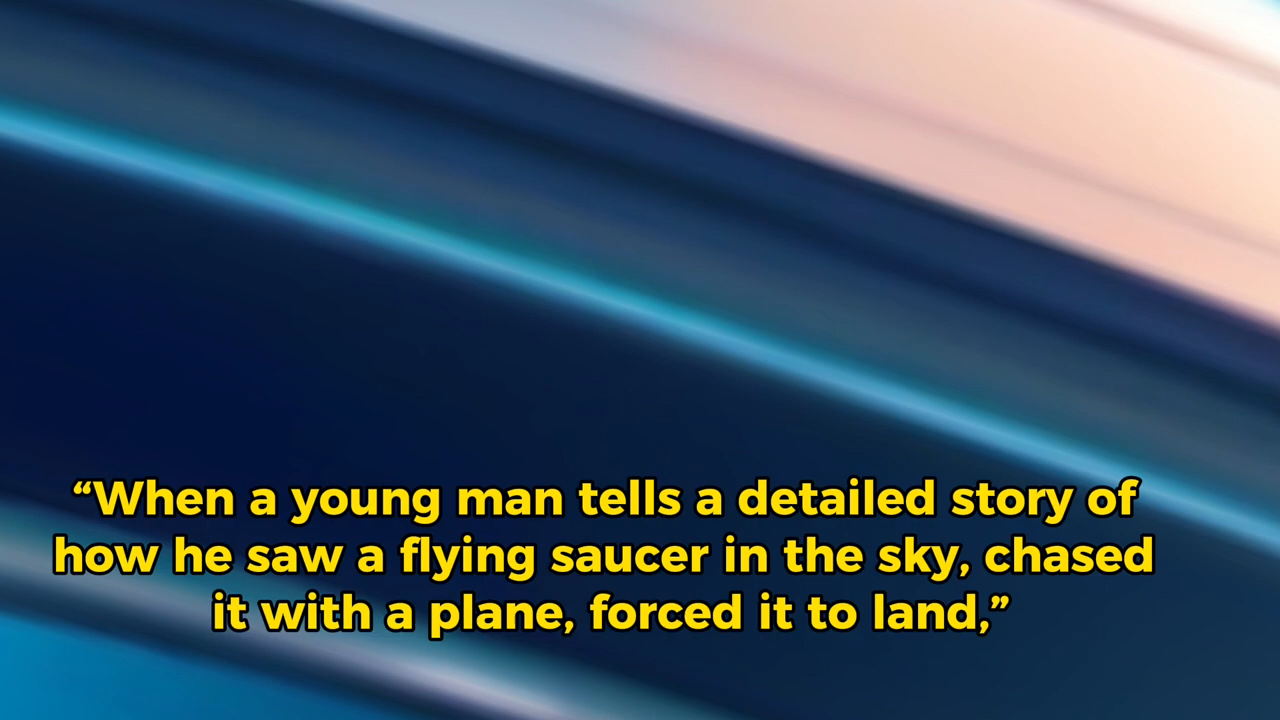 “When a young man tells a detailed story of
how he saw a flying saucer in the sky, chased
it with a plane, forced it to land,”